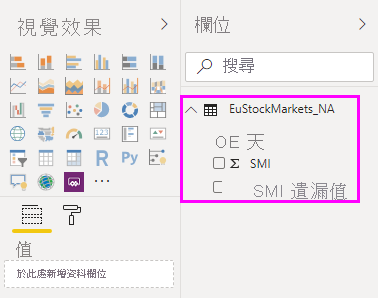 視覺效果
欄位
搜尋
EuStockMarkets_NA
OE 天
Σ SMI
SMI 遺漏值
123
R
Py
...
值
於此處新增資料欄位